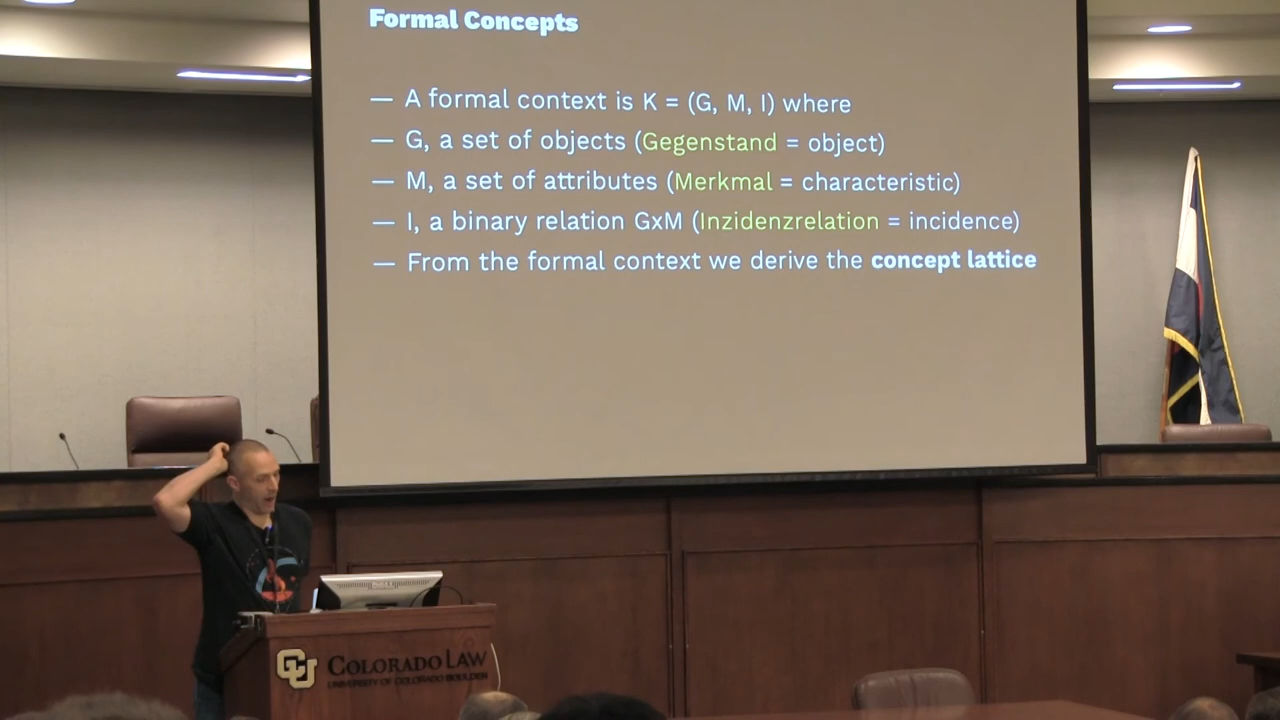 Formal Concepts
— A formal context is K = (G, M, I) where
— G, a set of objects (Gegenstand = object)
— M, a set of attributes (Merkmal = characteristic)
— I, a binary relation GxM (Inzidenzrelation = incidence)
— From the formal context we derive the concept lattice
CU COLORADO LAW
UNIVERSITY OF COLORADO BOULDER